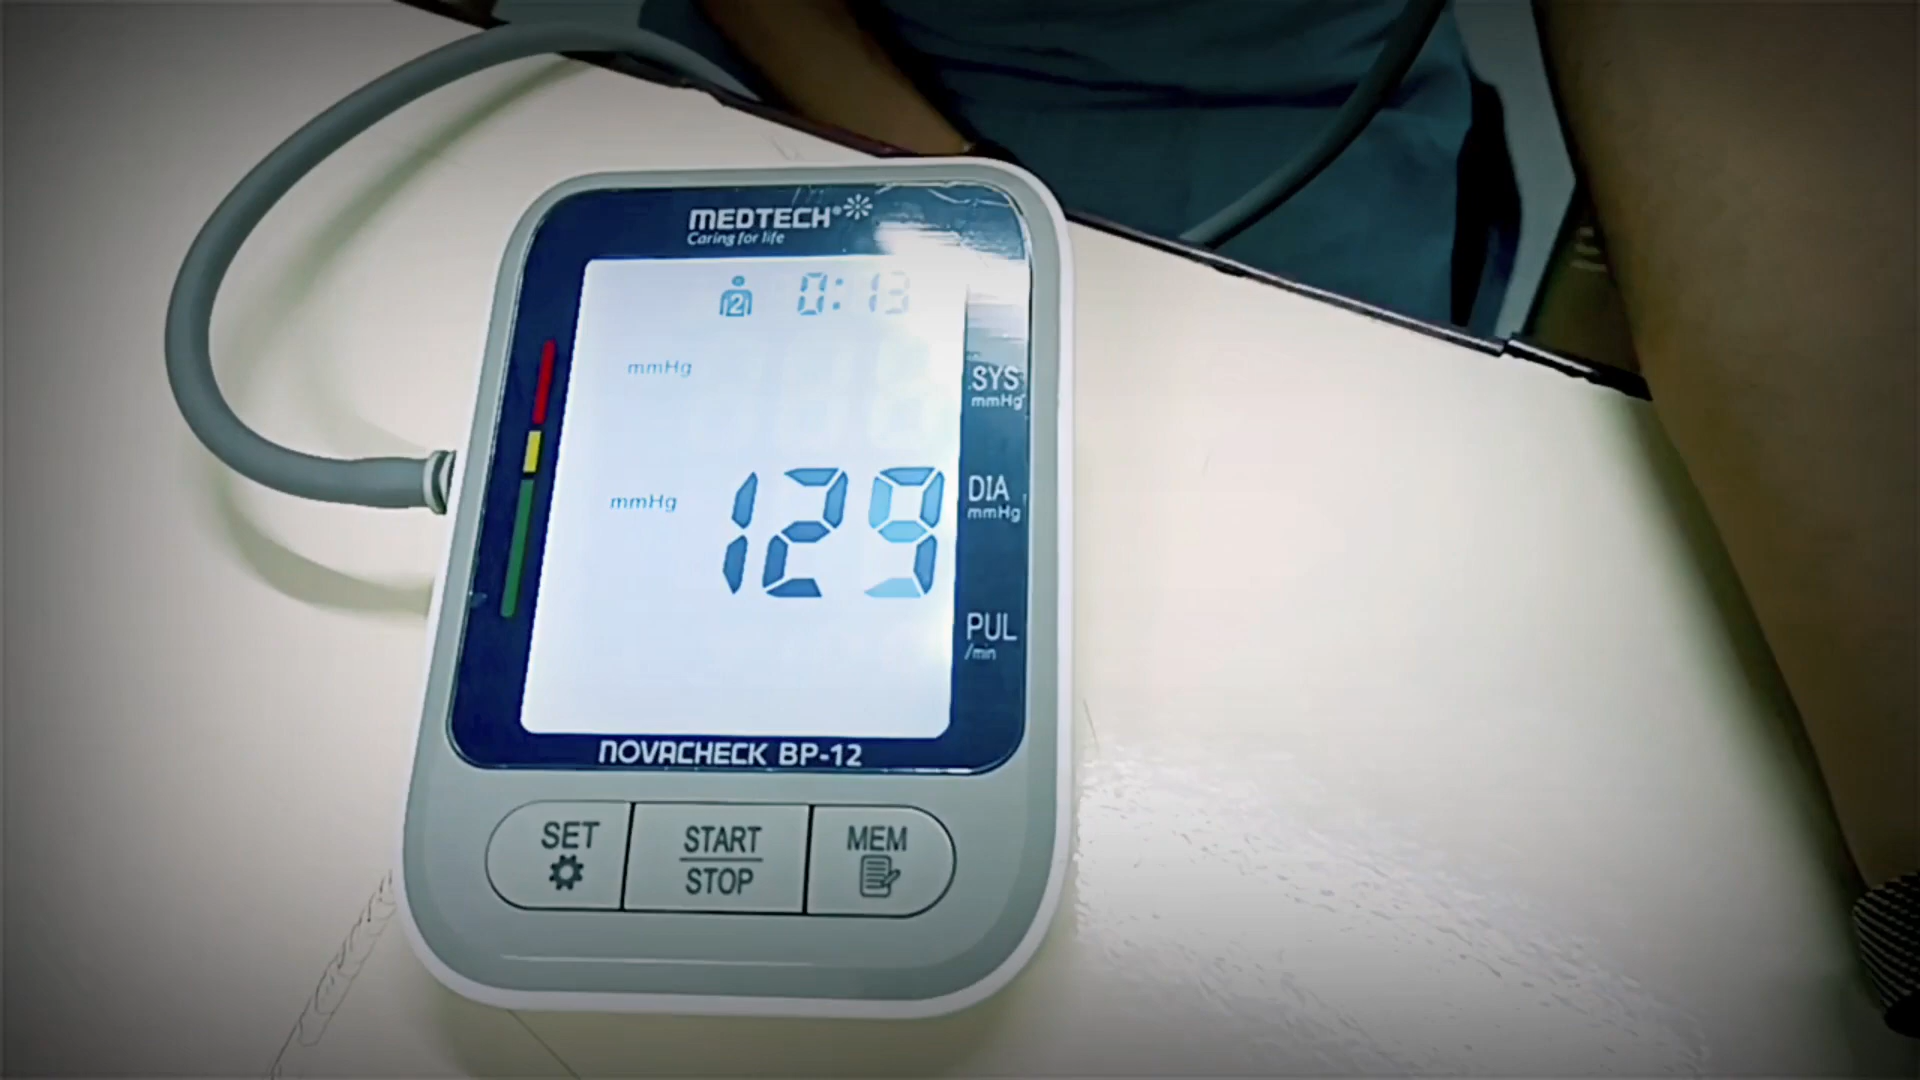 MEDTECH®
Caring for life
2 0:13
mmHg
SYS
mmHg
mmHg
DIA
mmHg
PUL
/min
NOVACHECK BP-12
SET
START
STOP
MEM